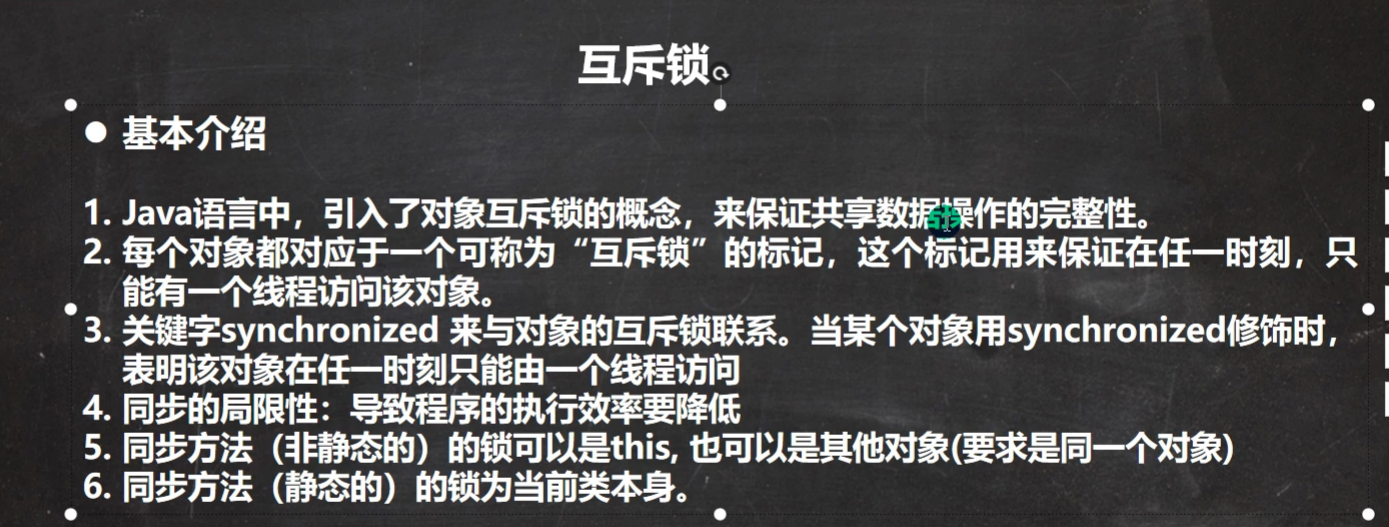 互斥锁
● 基本介绍
1. Java语言中，引入了对象互斥锁的概念，来保证共享数据操作的完整性。
2. 每个对象都对应于一个可称为“互斥锁”的标记，这个标记用来保证在任一时刻，只
能有一个线程访问该对象。
3. 关键字synchronized 来与对象的互斥锁联系。当某个对象用synchronized修饰时，
表明该对象在任一时刻只能由一个线程访问
4. 同步的局限性：导致程序的执行效率要降低
5. 同步方法（非静态的）的锁可以是this, 也可以是其他对象(要求是同一个对象)
6. 同步方法（静态的）的锁为当前类本身。